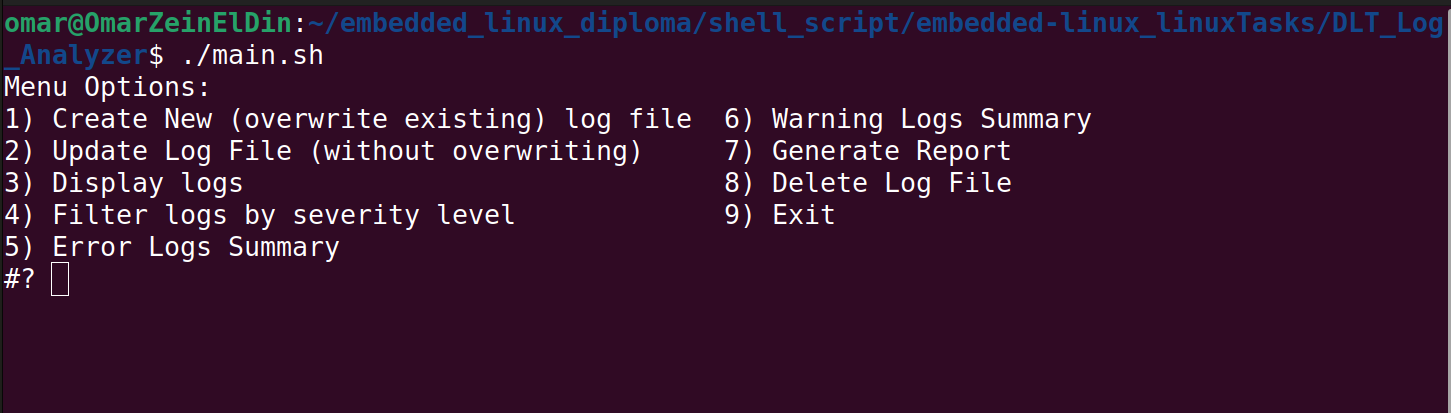 omar@OmarZeinElDin:~/embedded_linux_diploma/shell_script/embedded-linux_linuxTasks/DLT_Log
_Analyzer$ ./main.sh
Menu Options:
1) Create New (overwrite existing) log file  6) Warning Logs Summary
2) Update Log File (without overwriting)     7) Generate Report
3) Display logs                              8) Delete Log File
4) Filter logs by severity level             9) Exit
5) Error Logs Summary
#?